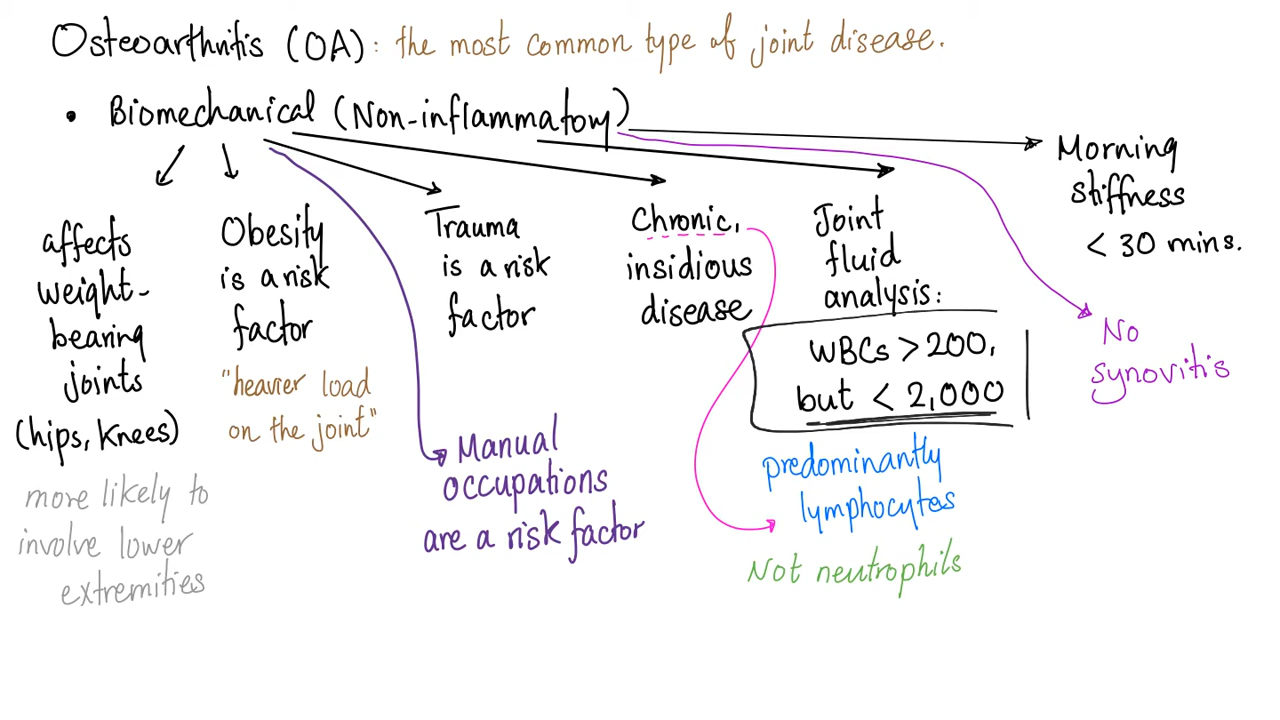 Osteoarthritis (OA): the most common type of joint disease.
• Biomechanical (Non-inflammatory)
affects
weight-
bearing
joints
(hips, knees)
more likely to
involve lower
extremities
Obesity
is a risk
factor
"heavier load
on the joint"
Trauma
is a risk
factor
Manual
occupations
are a risk factor
Chronic,
insidious
disease
Joint
fluid
analysis:
WBCs > 200,
but < 2,000
predominantly
lymphocytes
Not neutrophils
Morning
stiffness
< 30 mins.
No
synovitis